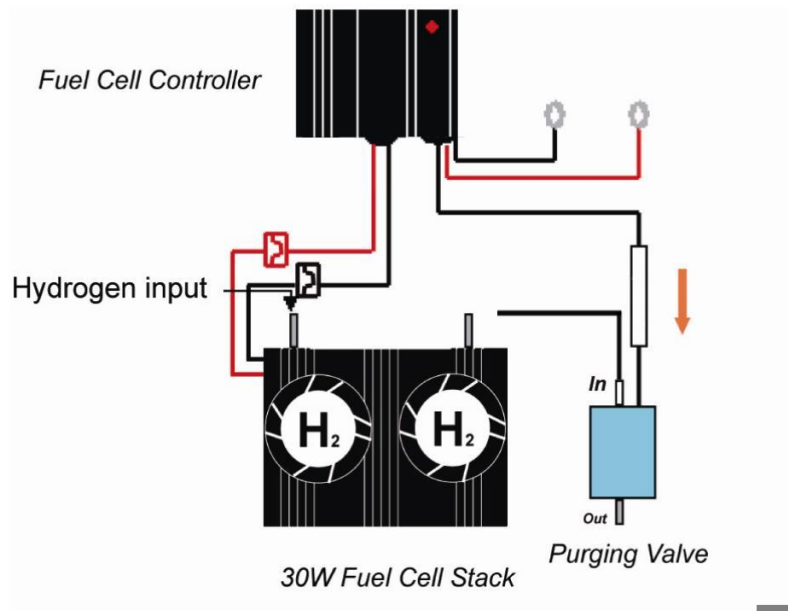 Fuel Cell Controller
Hydrogen input
In
H2 H2
Out
Purging Valve
30W Fuel Cell Stack